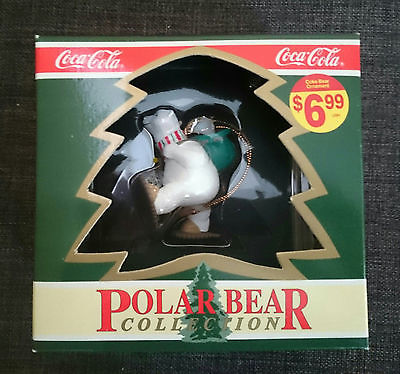 Coca-Cola
Coca-Cola
Coke Bear
Ornament
$6.99
POLAR BEAR
COLLECTION